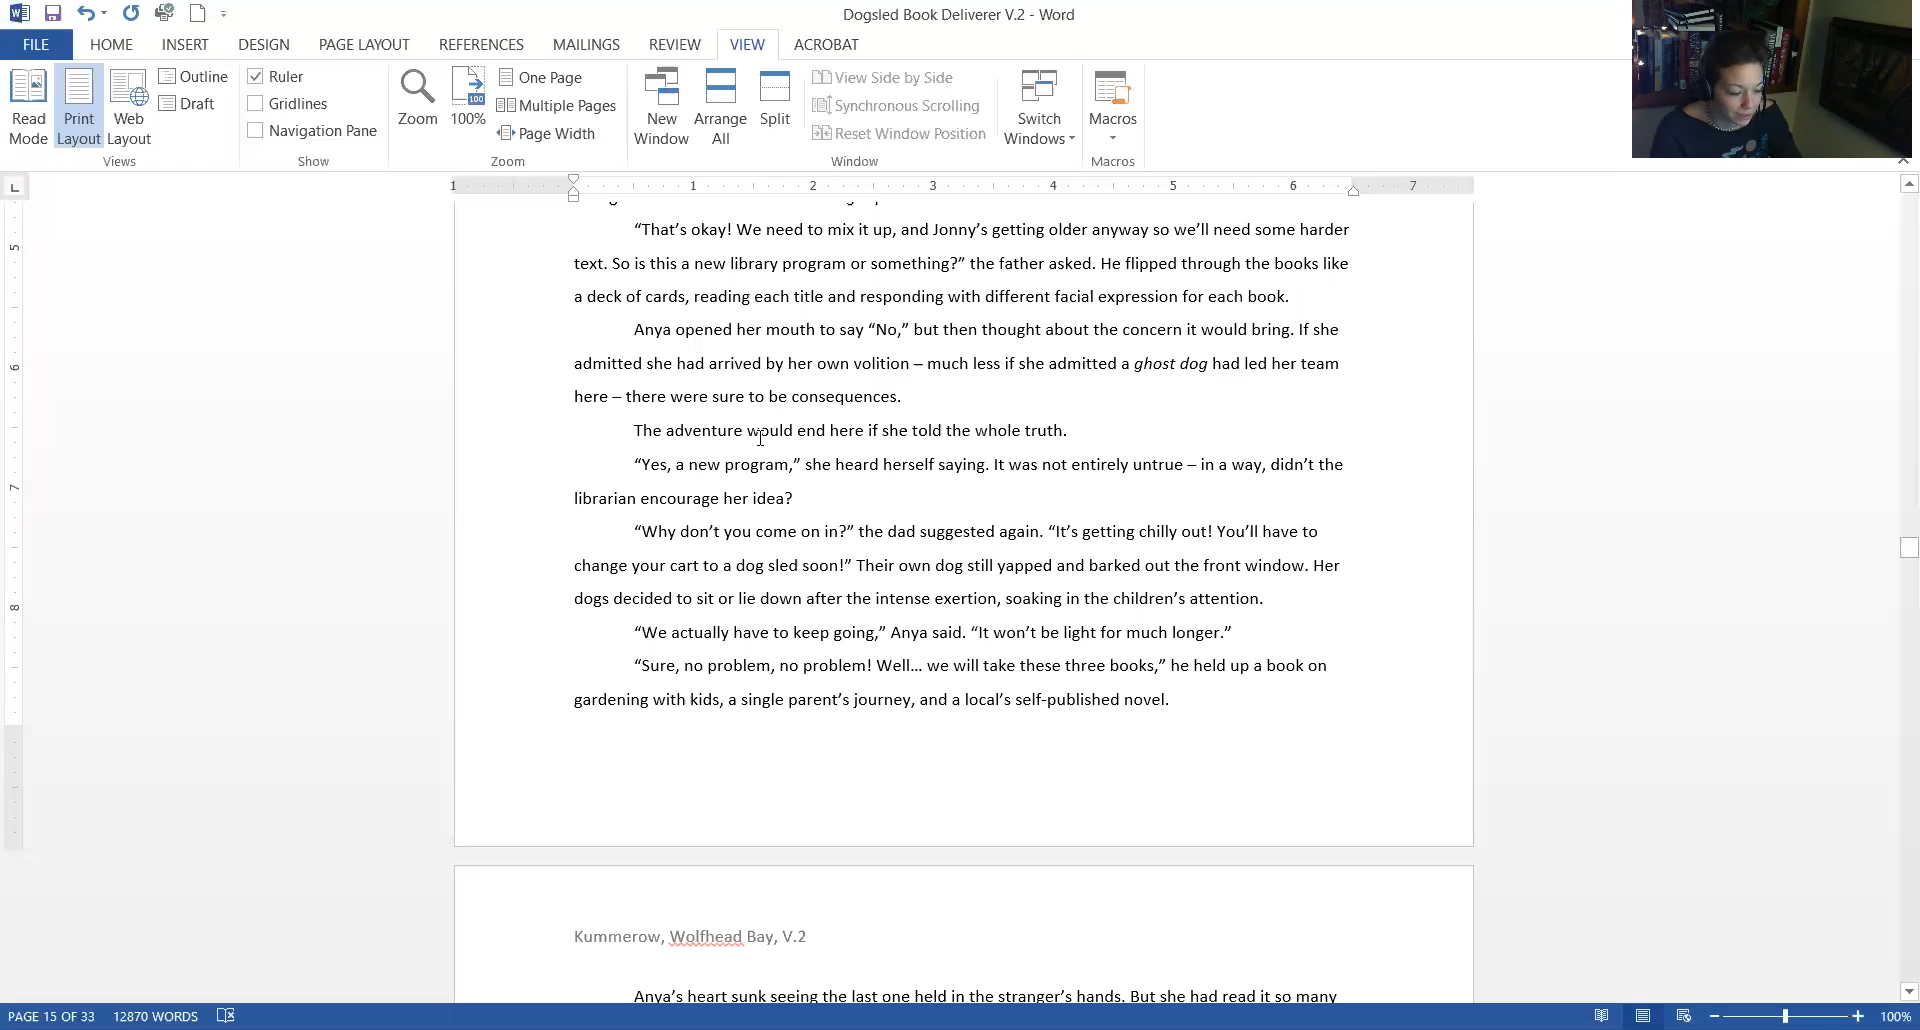 Dogsled Book Deliverer V.2 - Word
FILE HOME INSERT DESIGN PAGE LAYOUT REFERENCES MAILINGS REVIEW VIEW ACROBAT
Read Mode
Print Layout
Web Layout
Outline
Draft
Views
Ruler
Gridlines
Navigation Pane
Show
Zoom
100
100%
One Page
Multiple Pages
Page Width
Zoom
New Window
Arrange All
Split
View Side by Side
Synchronous Scrolling
Reset Window Position
Window
Switch Windows
Macros
Macros
L
1 1 2 3 4 5 6 7
5
6
7
8
“That’s okay! We need to mix it up, and Jonny’s getting older anyway so we’ll need some harder
text. So is this a new library program or something?” the father asked. He flipped through the books like
a deck of cards, reading each title and responding with different facial expression for each book.
Anya opened her mouth to say “No,” but then thought about the concern it would bring. If she
admitted she had arrived by her own volition – much less if she admitted a ghost dog had led her team
here – there were sure to be consequences.
The adventure would end here if she told the whole truth.
“Yes, a new program,” she heard herself saying. It was not entirely untrue – in a way, didn’t the
librarian encourage her idea?
“Why don’t you come on in?” the dad suggested again. “It’s getting chilly out! You’ll have to
change your cart to a dog sled soon!” Their own dog still yapped and barked out the front window. Her
dogs decided to sit or lie down after the intense exertion, soaking in the children’s attention.
“We actually have to keep going,” Anya said. “It won’t be light for much longer.”
“Sure, no problem, no problem! Well… we will take these three books,” he held up a book on
gardening with kids, a single parent’s journey, and a local’s self-published novel.
Kummerow, Wolfhead Bay, V.2
Anya’s heart sunk seeing the last one held in the stranger’s hands. But she had read it so many
PAGE 15 OF 33 12870 WORDS
100%